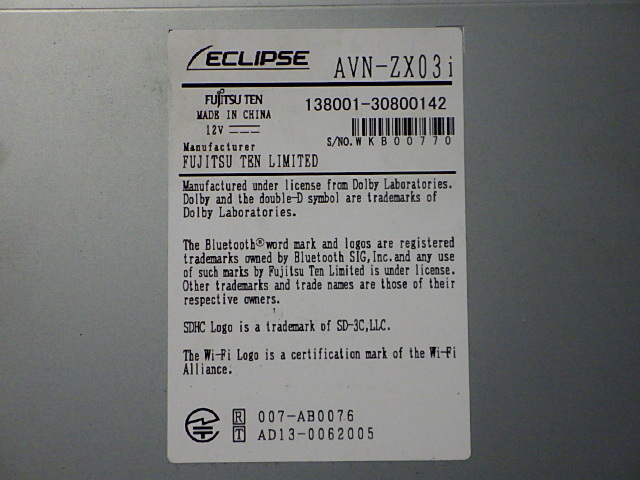 ECLIPSE AVN-ZX03i
FUJITSU TEN 138001-30800142
MADE IN CHINA
12V
S/NO. WKB00770
Manufacturer
FUJITSU TEN LIMITED
Manufactured under license from Dolby Laboratories.
Dolby and the double-D symbol are trademarks of
Dolby Laboratories.
The Bluetooth® word mark and logos are registered
trademarks owned by Bluetooth SIG, Inc. and any use
of such marks by Fujitsu Ten Limited is under license.
Other trademarks and trade names are those of their
respective owners.
SDHC Logo is a trademark of SD-3C, LLC.
The Wi-Fi Logo is a certification mark of the Wi-Fi
Alliance.
R 007-AB0076
T AD13-0062005